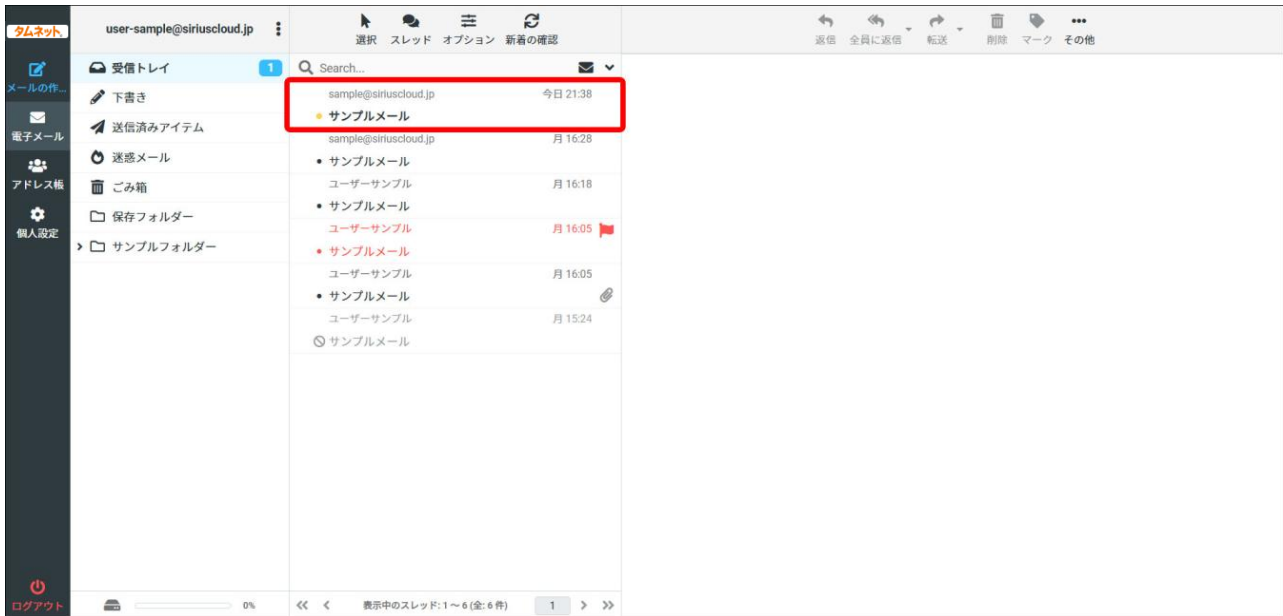 タムネット。
メールの作...
電子メール
アドレス帳
個人設定
ログアウト
user-sample@siriuscloud.jp
受信トレイ 1
下書き
送信済みアイテム
迷惑メール
ごみ箱
保存フォルダー
サンプルフォルダー
0%
選択 スレッド オプション 新着の確認
Search...
sample@siriuscloud.jp 今日 21:38
サンプルメール
sample@siriuscloud.jp 月 16:28
サンプルメール
ユーザーサンプル 月 16:18
サンプルメール
ユーザーサンプル 月 16:05
サンプルメール
ユーザーサンプル 月 16:05
サンプルメール
ユーザーサンプル 月 15:24
サンプルメール
表示中のスレッド: 1 ～ 6 (全: 6 件) 1
返信 全員に返信 転送 削除 マーク その他